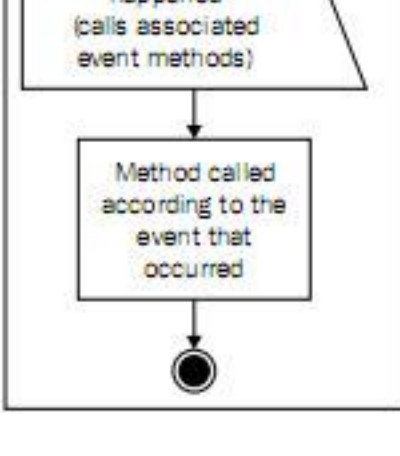 (calls associated
event methods)
Method called
according to the
event that
occurred